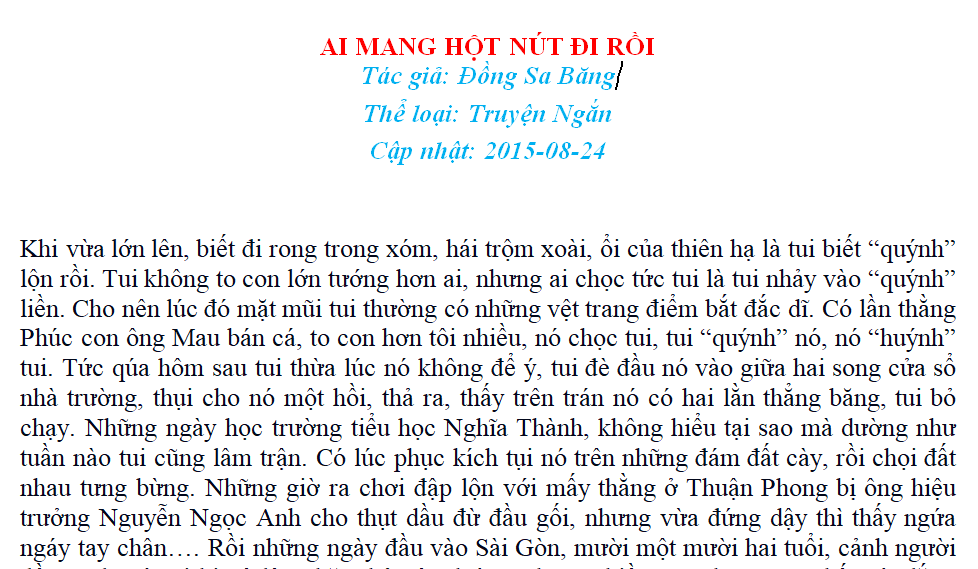 AI MANG HỘT NÚT ĐI RỒI
Tác giả: Đồng Sa Băng
Thể loại: Truyện Ngắn
Cập nhật: 2015-08-24
Khi vừa lớn lên, biết đi rong trong xóm, hái trộm xoài, ổi của thiên hạ là tui biết “quýnh”
lộn rồi. Tui không to con lớn tướng hơn ai, nhưng ai chọc tức tui là tui nhảy vào “quýnh”
liền. Cho nên lúc đó mặt mũi tui thường có những vệt trang điểm bắt đắc dĩ. Có lần thằng
Phúc con ông Mau bán cá, to con hơn tôi nhiều, nó chọc tui, tui “quýnh” nó, nó “huýnh”
tui. Tức qúa hôm sau tui thừa lúc nó không để ý, tui đè đầu nó vào giữa hai song cửa sổ
nhà trường, thụi cho nó một hồi, thả ra, thấy trên trán nó có hai lằn thẳng băng, tui bỏ
chạy. Những ngày học trường tiểu học Nghĩa Thành, không hiểu tại sao mà dường như
tuần nào tui cũng lâm trận. Có lúc phục kích tụi nó trên những đám đất cày, rồi chọi đất
nhau tưng bừng. Những giờ ra chơi đập lộn với mấy thằng ở Thuận Phong bị ông hiệu
trưởng Nguyễn Ngọc Anh cho thụt dầu đừ đầu gối, nhưng vừa đứng dậy thì thấy ngứa
ngáy tay chân…. Rồi những ngày đầu vào Sài Gòn, mười một mười hai tuổi, cảnh người